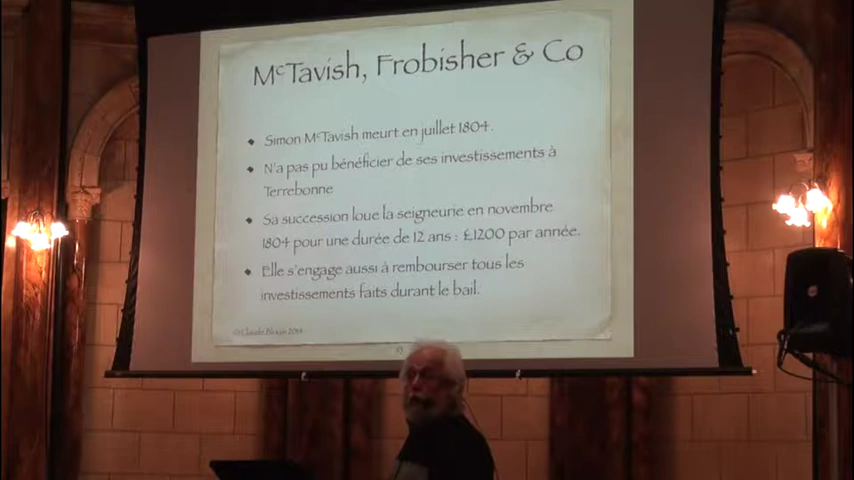 McTavish, Frobisher & Co
Simon McTavish meurt en juillet 1804.
N'a pas pu bénéficier de ses investissements à
Terrebonne
Sa succession loue la seigneurie en novembre
1804 pour une durée de 12 ans : £1200 par année.
Elle s'engage aussi à rembourser tous les
investissements faits durant le bail.